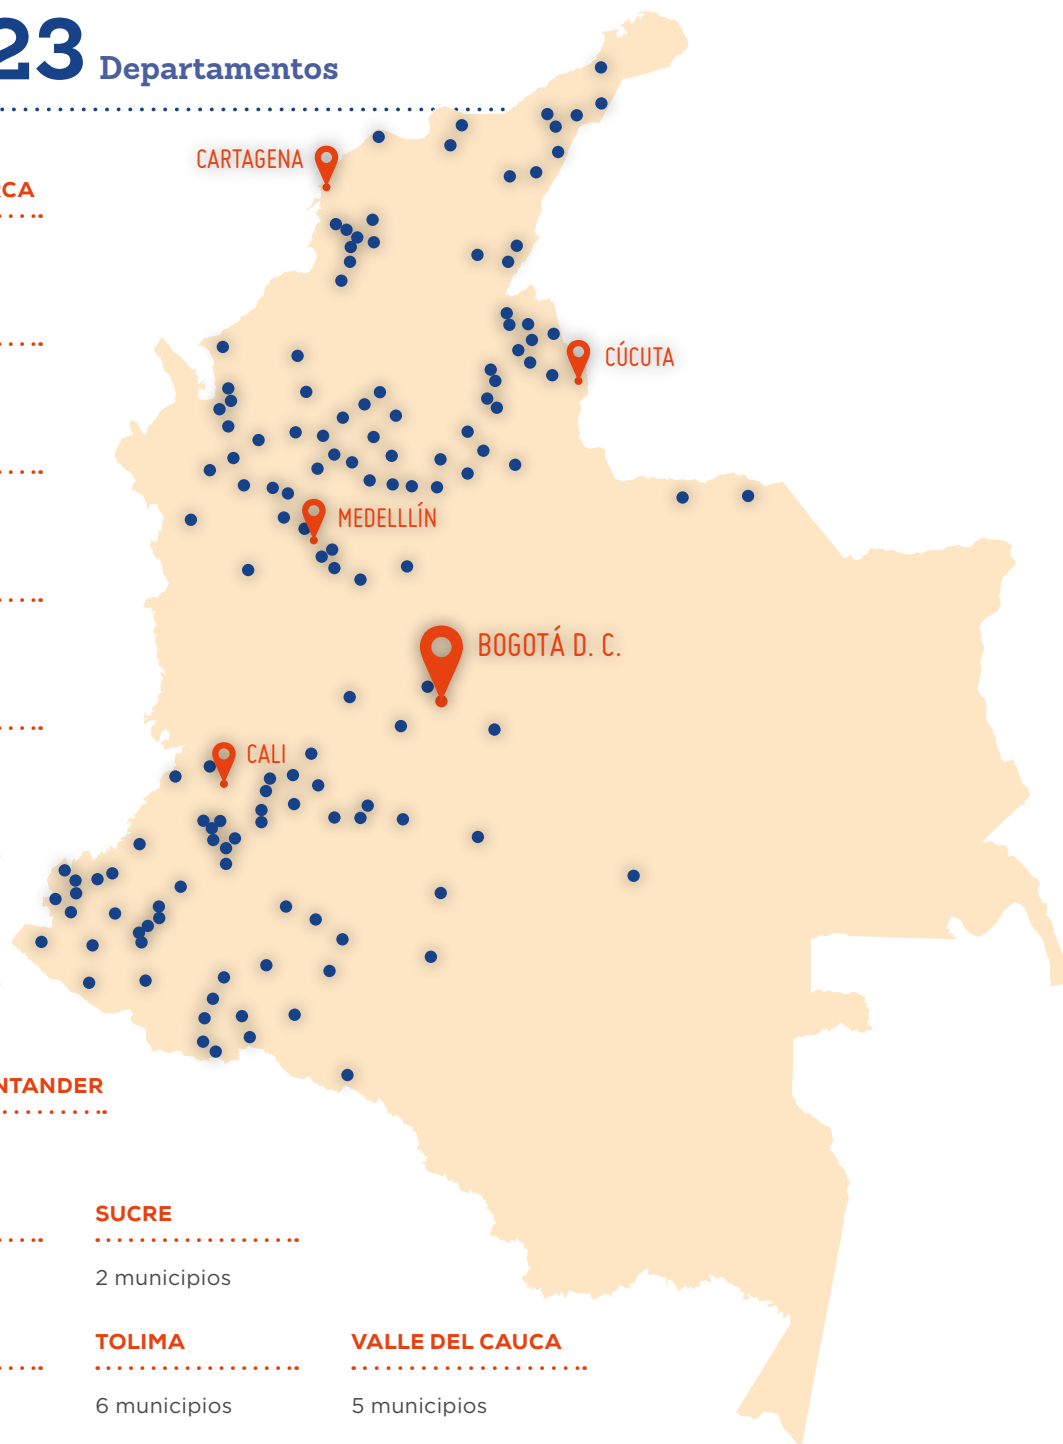 23 Departamentos
CARTAGENA
CÚCUTA
MEDELLLÍN
BOGOTÁ D. C.
CALI
SUCRE
2 municipios
TOLIMA
6 municipios
VALLE DEL CAUCA
5 municipios